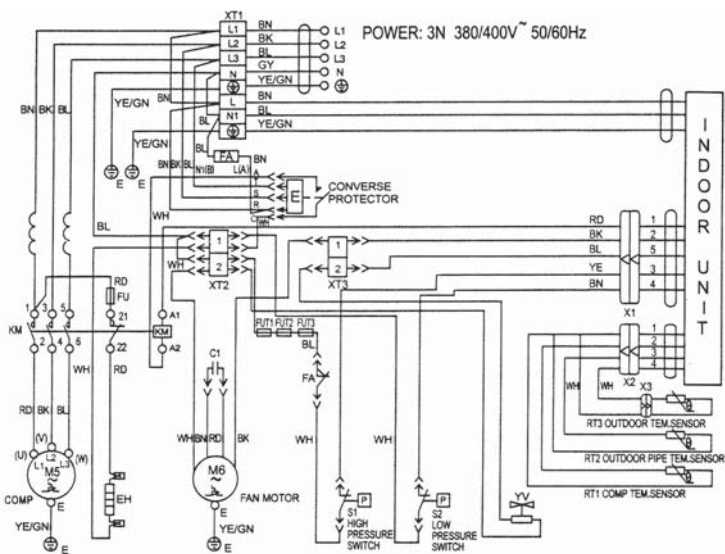 XT1
L1 BN L1
L2 BK L2
L3 BL L3
N GY N
YE/GN
L BN
N1 BL
YE/GN
POWER: 3N 380/400V~ 50/60Hz
BN BK BL
YE/GN
BN
YE/GN
BL
E E
BL FA BN
BN BK BL N1(B) L(A)
A
T
S
R
C
E
CONVERSE
PROTECTOR
WH
WH
BL
WH
1
2
XT2
1
2
XT3
RD 1
BK 2
BL 5
YE 3
BN 4
X1
INDOOR UNIT
1
2
3
4
X2
X3
WH
WH
RT3 OUTDOOR TEM.SENSOR
RT2 OUTDOOR PIPE TEM.SENSOR
RT1 COMP TEM.SENSOR
RD
FU
1 3 5 21 A1
KM KM
2 4 6 22 A2
WH RD
FUT1 FUT2 FUT3
BL
FA
C1
RD BK BL
WH BN RD BK
WH
WH
(U) (V) (W)
L1 L2 L3
M5
~
COMP
E
YE/GN
E
EH
M6
~
FAN MOTOR
E
YE/GN
E
P
S1
HIGH
PRESSURE
SWITCH
P
S2
LOW
PRESSURE
SWITCH
YV